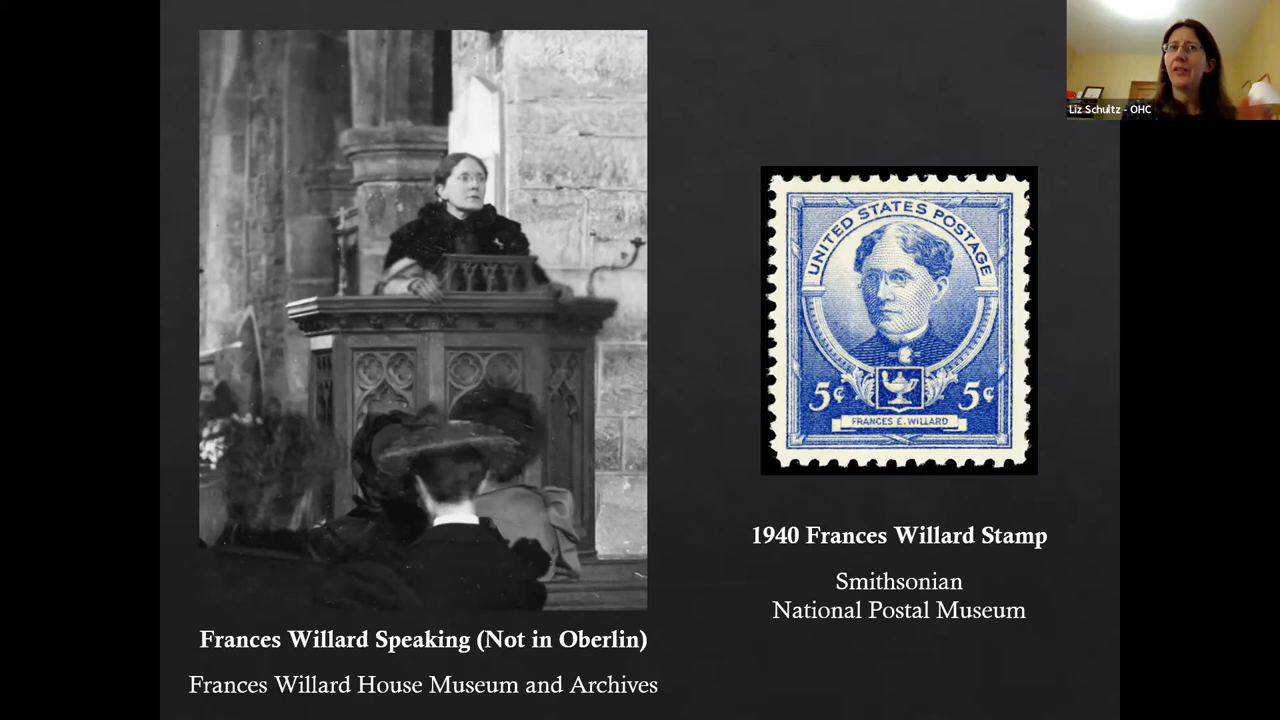 Liz Schultz - OHC
UNITED STATES POSTAGE
5¢
5¢
FRANCES E. WILLARD
1940 Frances Willard Stamp
Smithsonian
National Postal Museum
Frances Willard Speaking (Not in Oberlin)
Frances Willard House Museum and Archives